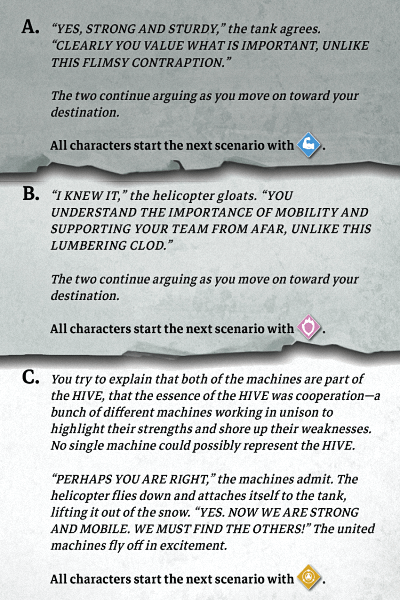 A. “YES, STRONG AND STURDY,” the tank agrees.
“CLEARLY YOU VALUE WHAT IS IMPORTANT, UNLIKE
THIS FLIMSY CONTRAPTION.”
The two continue arguing as you move on toward your
destination.
All characters start the next scenario with .
B. “I KNEW IT,” the helicopter gloats. “YOU
UNDERSTAND THE IMPORTANCE OF MOBILITY AND
SUPPORTING YOUR TEAM FROM AFAR, UNLIKE THIS
LUMBERING CLOD.”
The two continue arguing as you move on toward your
destination.
All characters start the next scenario with .
C. You try to explain that both of the machines are part of
the HIVE, that the essence of the HIVE was cooperation—a
bunch of different machines working in unison to
highlight their strengths and shore up their weaknesses.
No single machine could possibly represent the HIVE.
“PERHAPS YOU ARE RIGHT,” the machines admit. The
helicopter flies down and attaches itself to the tank,
lifting it out of the snow. “YES. NOW WE ARE STRONG
AND MOBILE. WE MUST FIND THE OTHERS!” The united
machines fly off in excitement.
All characters start the next scenario with .